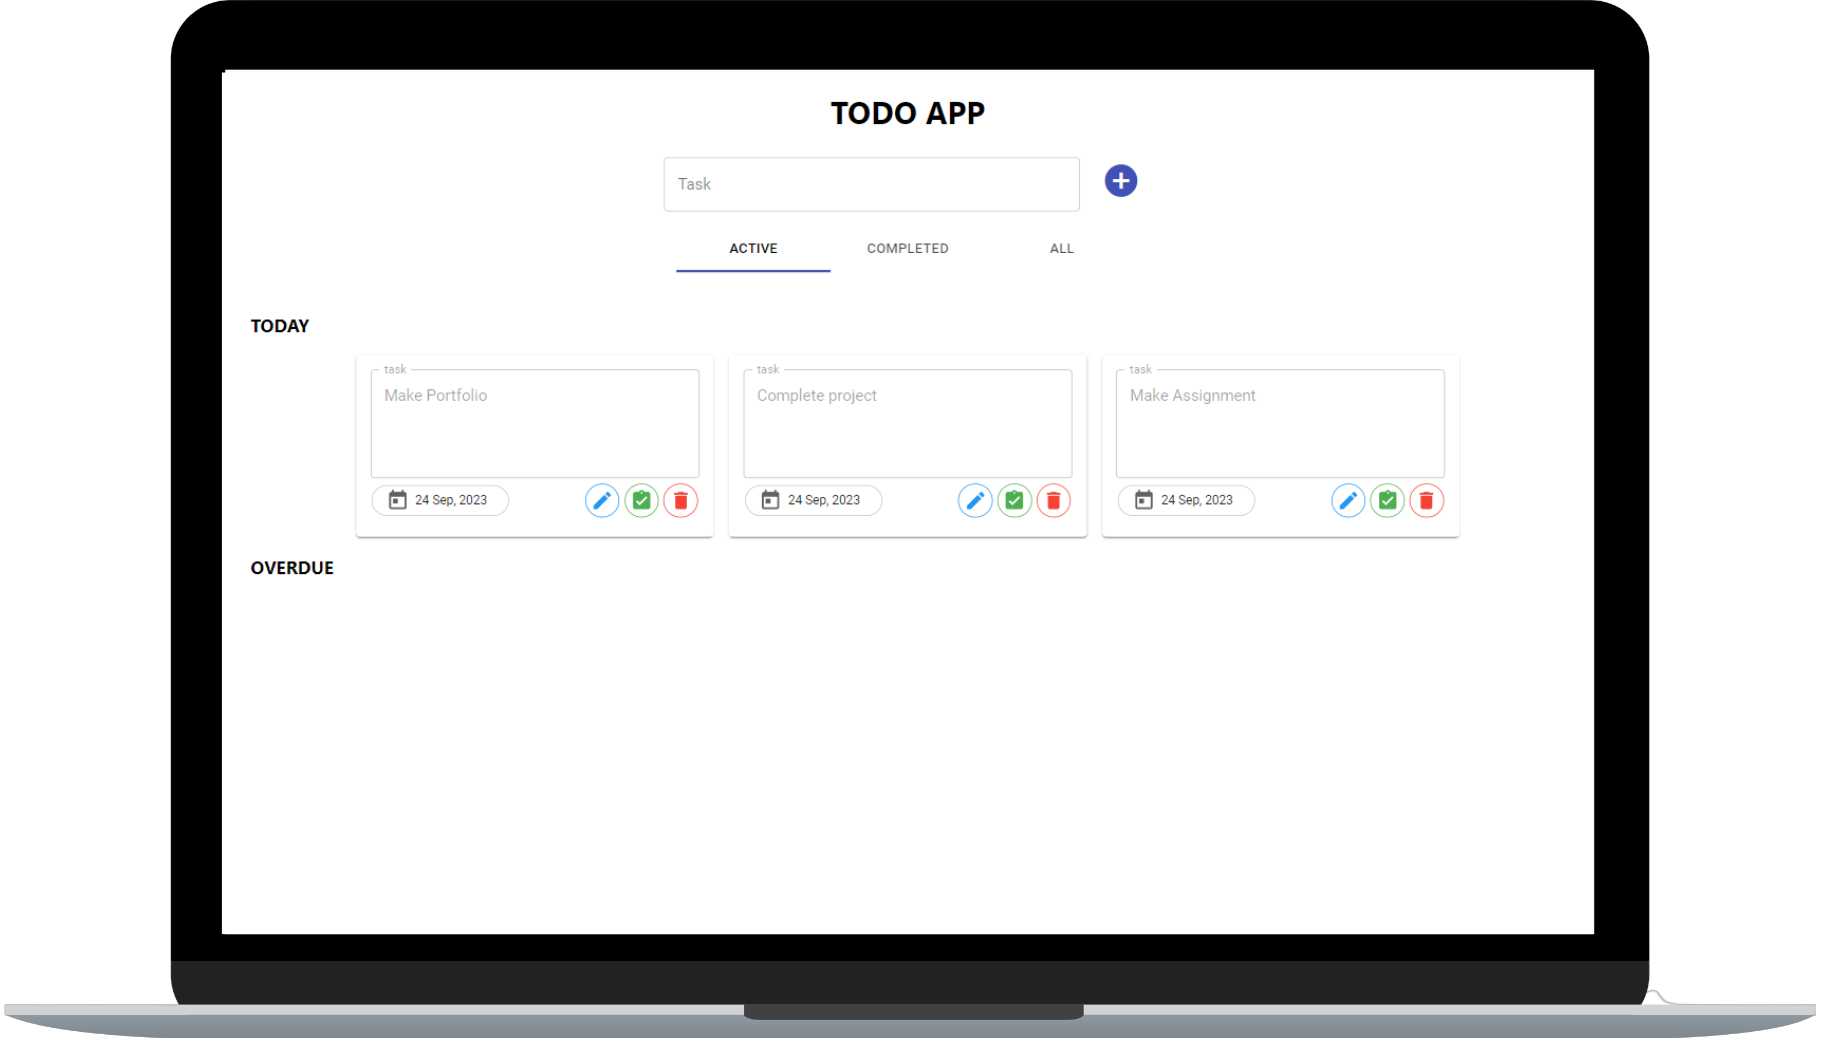 TODO APP
Task
ACTIVE COMPLETED ALL
TODAY
task task task
Make Portfolio Complete project Make Assignment
24 Sep, 2023 24 Sep, 2023 24 Sep, 2023
OVERDUE